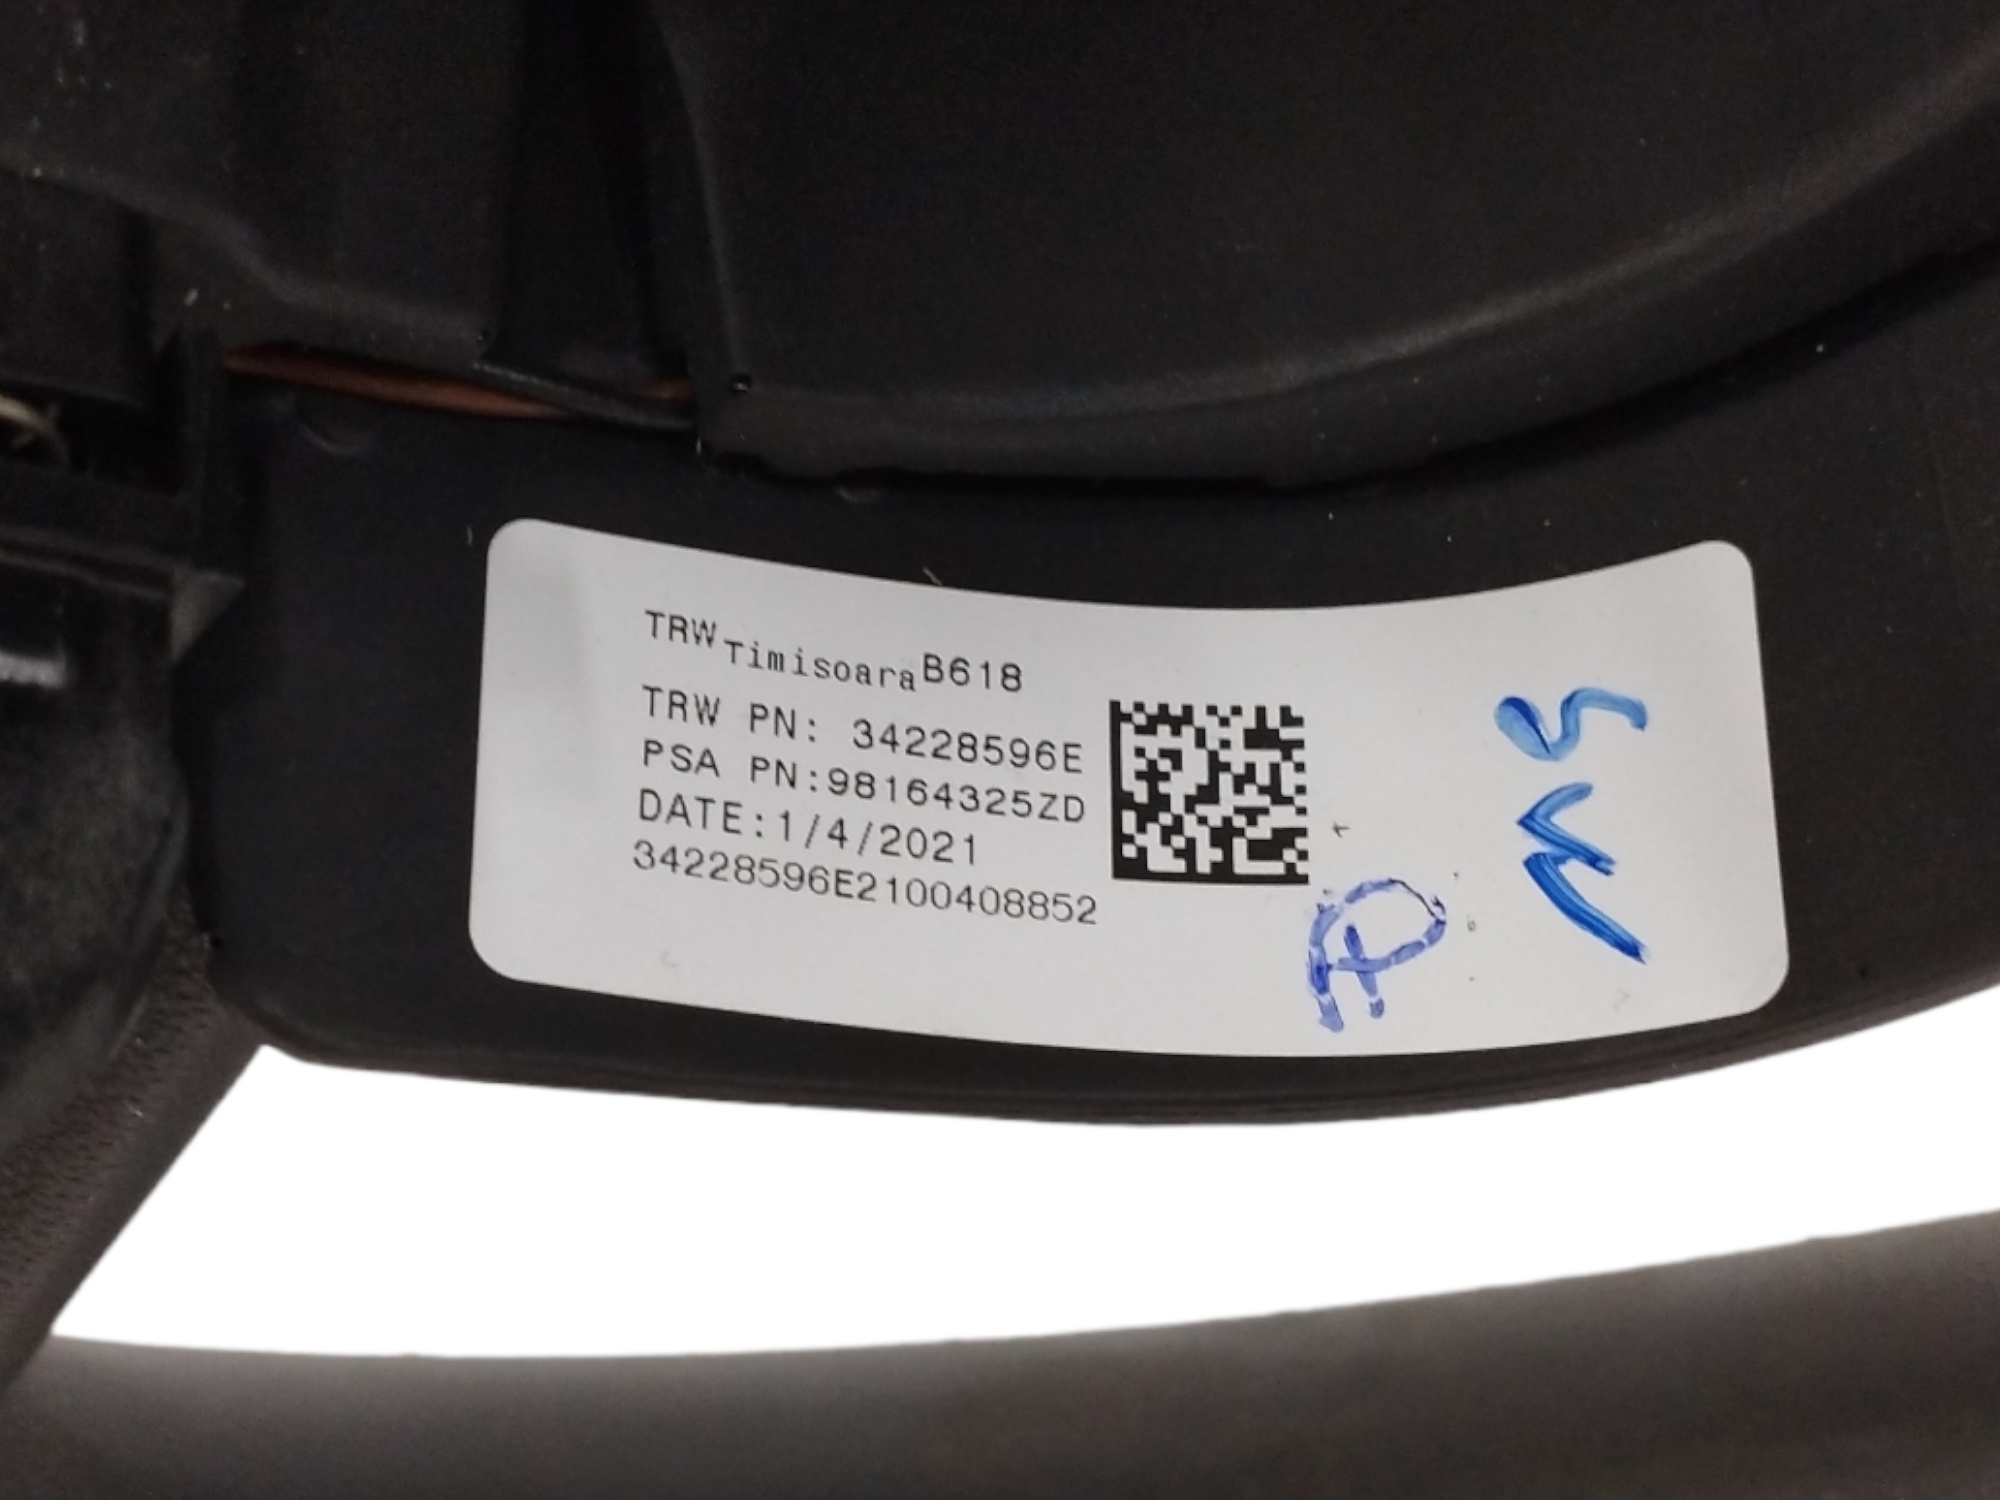 TRW Timisoara B618
TRW PN: 34228596E
PSA PN:98164325ZD
DATE:1/4/2021
34228596E2100408852